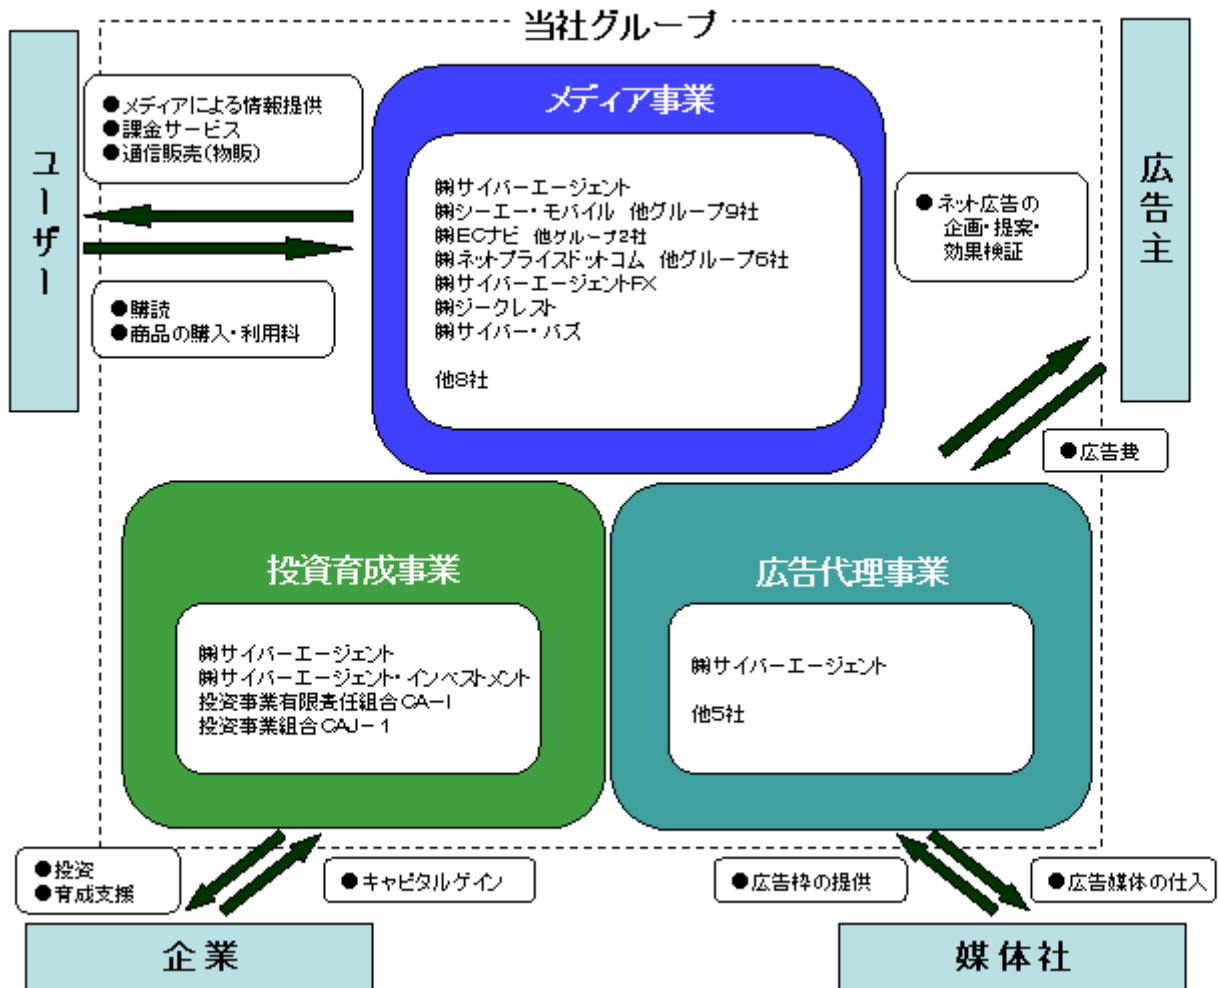 当社グループ
ユーザー
●メディアによる情報提供
●課金サービス
●通信販売(物販)
●購読
●商品の購入・利用料
メディア事業
㈱サイバーエージェント
㈱シーエー・モバイル 他グループ9社
㈱ECナビ 他グループ2社
㈱ネットプライスドットコム 他グループ6社
㈱サイバーエージェントFX
㈱ジークレスト
㈱サイバー・バズ
他8社
広告主
●ネット広告の
企画・提案・
効果検証
●広告費
投資育成事業
㈱サイバーエージェント
㈱サイバーエージェント・インベストメント
投資事業有限責任組合CA-I
投資事業組合CAJ-1
広告代理事業
㈱サイバーエージェント
他5社
●投資
●育成支援
●キャピタルゲイン
●広告枠の提供
●広告媒体の仕入
企業
媒体社